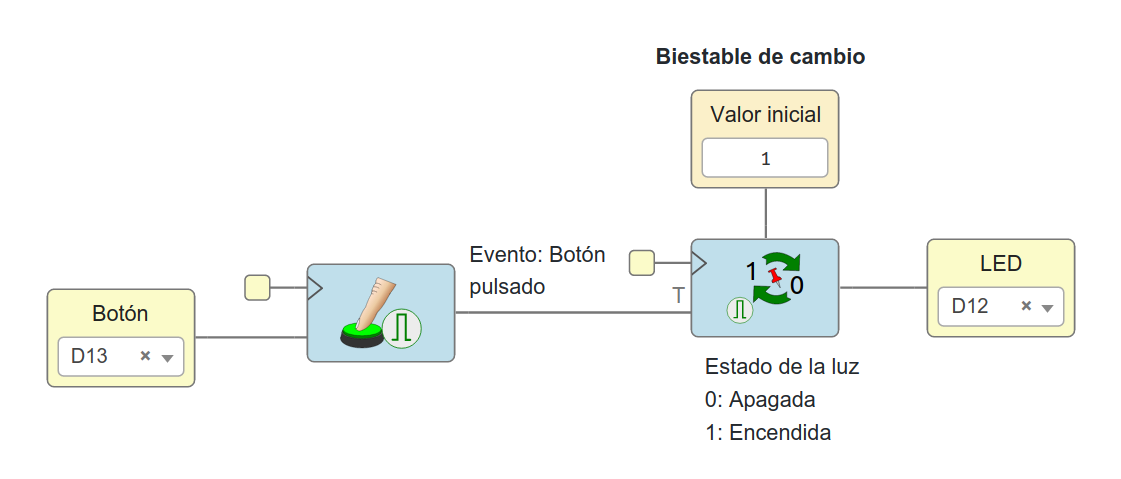 Biestable de cambio
Valor inicial
1
Evento: Botón
pulsado
T
1
0
LED
D12 ×
Botón
D13 ×
Estado de la luz
0: Apagada
1: Encendida